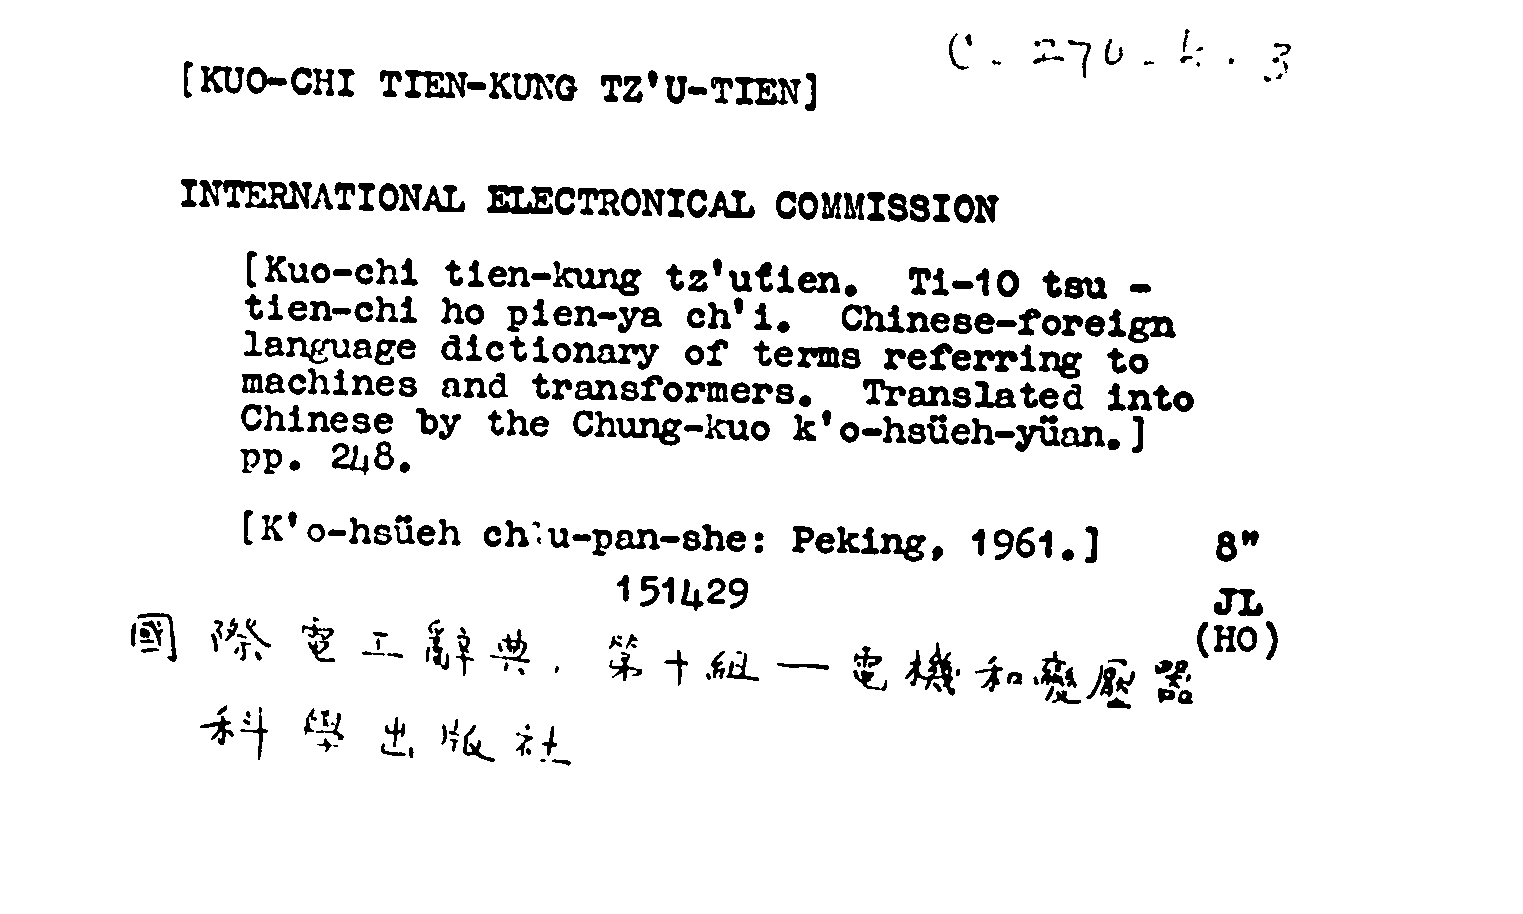 C. 270. h. 3
[KUO-CHI TIEN-KUNG TZ'U-TIEN]
INTERNATIONAL ELECTRONICAL COMMISSION
[Kuo-chi tien-kung tz'utien. Ti-10 tsu -
tien-chi ho pien-ya ch'i. Chinese-foreign
language dictionary of terms referring to
machines and transformers. Translated into
Chinese by the Chung-kuo k'o-hsüeh-yüan.]
pp. 248.
[K'o-hsüeh ch'u-pan-she: Peking, 1961.] 8"
151429
JL
(HO)
國際電工辭典. 第十組 — 電機和變壓器
科學出版社